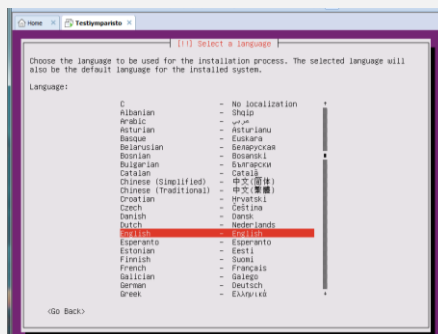 Home × Testiymparisto ×
[!!] Select a language
Choose the language to be used for the installation process. The selected language will
also be the default language for the installed system.
Language:
C - No localization
Albanian - Shqip
Arabic - عربي
Asturian - Asturianu
Basque - Euskara
Belarusian - Беларуская
Bosnian - Bosanski
Bulgarian - Български
Catalan - Català
Chinese (Simplified) - 中文(简体)
Chinese (Traditional) - 中文(繁體)
Croatian - Hrvatski
Czech - Čeština
Danish - Dansk
Dutch - Nederlands
English - English
Esperanto - Esperanto
Estonian - Eesti
Finnish - Suomi
French - Français
Galician - Galego
German - Deutsch
Greek - Ελληνικά
<Go Back>